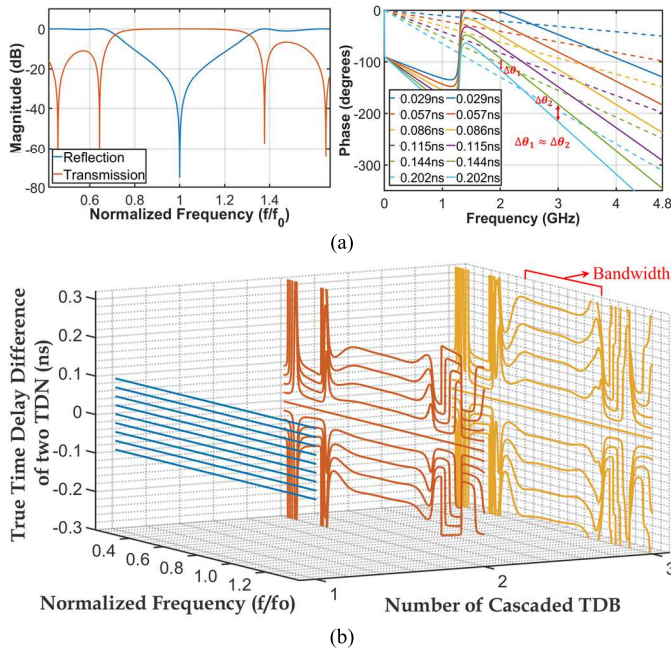 0
-20
-40
-60
-80
Magnitude (dB)
Reflection
Transmission
0.6 0.8 1 1.2 1.4
Normalized Frequency (f/f0)
0
-100
-200
-300
Phase (degrees)
0.029ns 0.029ns
0.057ns 0.057ns
0.086ns 0.086ns
0.115ns 0.115ns
0.144ns 0.144ns
0.202ns 0.202ns
Δθ1
Δθ2
Δθ1 ≈ Δθ2
0 1 2 3 4 4.8
Frequency (GHz)
(a)
Bandwidth
0.3
0.2
0.1
0
-0.1
-0.2
-0.3
True Time Delay Difference
of two TDN (ns)
0.4
0.6
0.8
1.0
1.2
Normalized Frequency (f/fo)
1
2
3
Number of Cascaded TDB
(b)